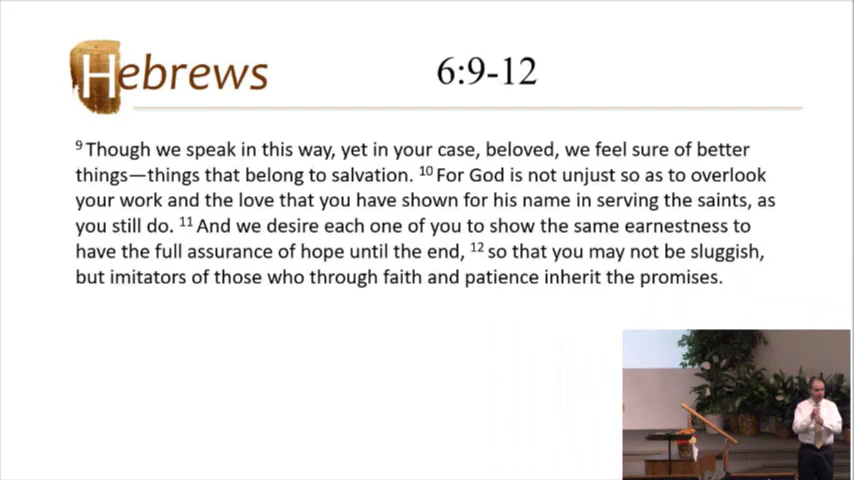 Hebrews
6:9-12
⁹ Though we speak in this way, yet in your case, beloved, we feel sure of better
things—things that belong to salvation. ¹⁰ For God is not unjust so as to overlook
your work and the love that you have shown for his name in serving the saints, as
you still do. ¹¹ And we desire each one of you to show the same earnestness to
have the full assurance of hope until the end, ¹² so that you may not be sluggish,
but imitators of those who through faith and patience inherit the promises.